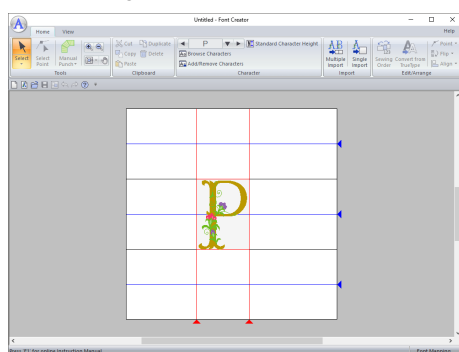 Untitled - Font Creator
Home View Help
Select
Select Point
Manual Punch
Tools
Cut Duplicate
Copy Delete
Paste
Clipboard
P Standard Character Height
Browse Characters
Add/Remove Characters
Character
Multiple Import
Single Import
Import
Sewing Order
Convert from TrueType
Point
Flip
Align
Edit/Arrange
P
Press 'F1' for online Instruction Manual. Font Mapping